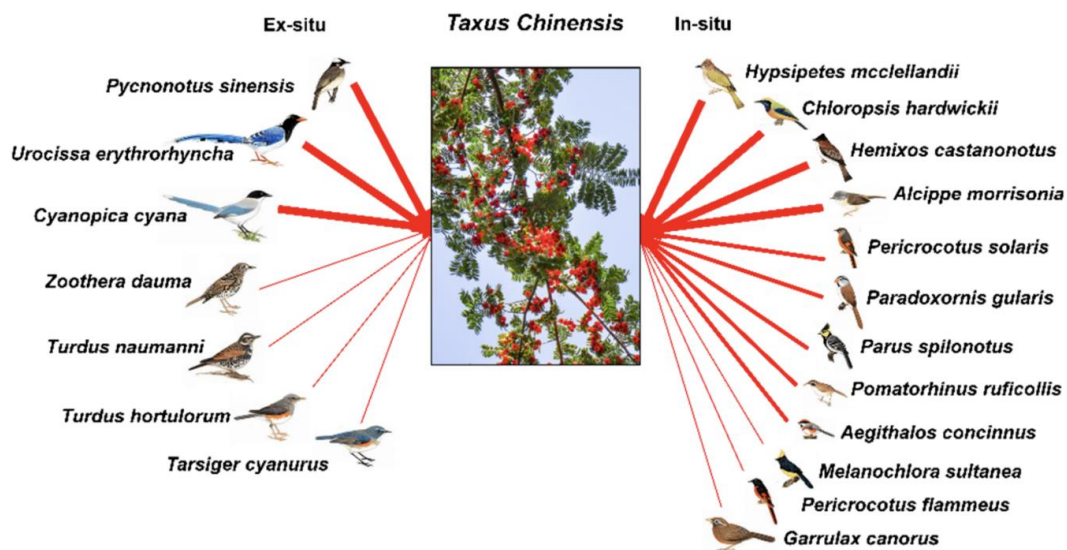 Ex-situ
Taxus Chinensis
In-situ
Pycnonotus sinensis
Urocissa erythrorhyncha
Cyanopica cyana
Zoothera dauma
Turdus naumanni
Turdus hortulorum
Tarsiger cyanurus
Hypsipetes mcclellandii
Chloropsis hardwickii
Hemixos castanonotus
Alcippe morrisonia
Pericrocotus solaris
Paradoxornis gularis
Parus spilonotus
Pomatorhinus ruficollis
Aegithalos concinnus
Melanochlora sultanea
Pericrocotus flammeus
Garrulax canorus